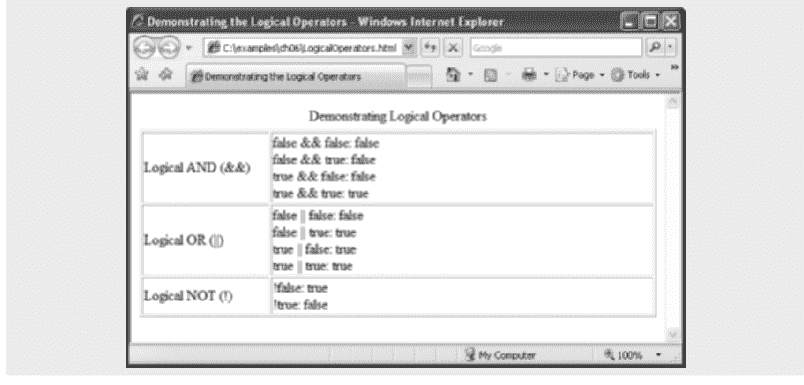 Demonstrating the Logical Operators - Windows Internet Explorer
C:\examples\ch06\LogicalOperators.html
Google
Demonstrating the Logical Operators
Page
Tools
Demonstrating Logical Operators
Logical AND (&&)
false && false: false
false && true: false
true && false: false
true && true: true
Logical OR (||)
false || false: false
false || true: true
true || false: true
true || true: true
Logical NOT (!)
!false: true
!true: false
My Computer
100%